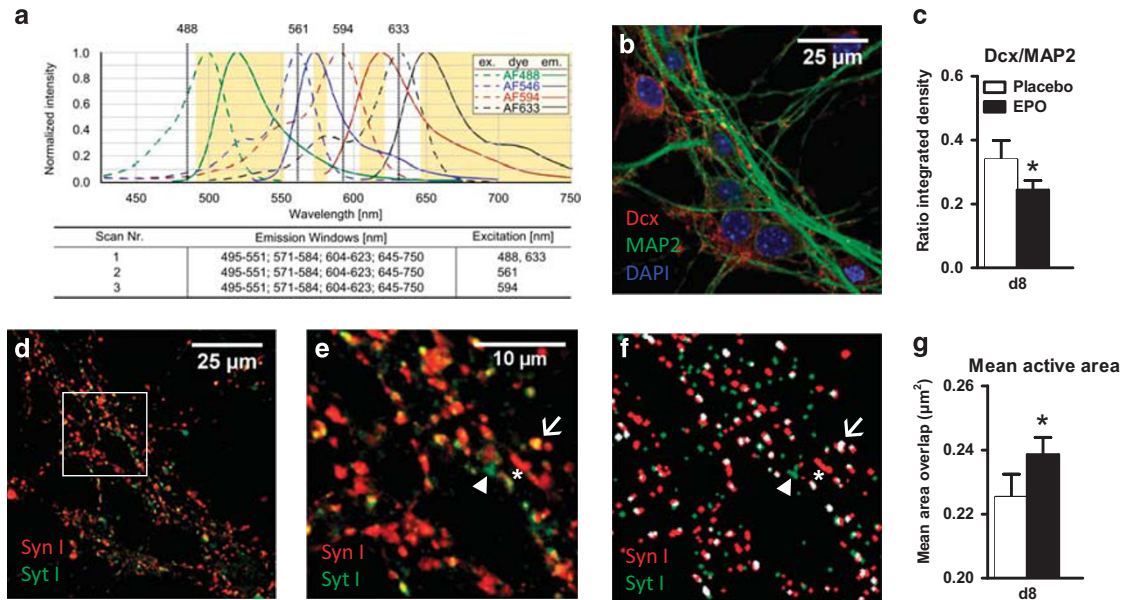 a
488 561 594 633
Normalized intensity
1.0
0.8
0.6
0.4
0.2
0.0
450 500 550 600 650 700 750
Wavelength [nm]
ex. dye em.
AF488
AF546
AF594
AF633
Scan Nr. Emission Windows [nm] Excitation [nm]
1 495-551; 571-584; 604-623; 645-750 488, 633
2 495-551; 571-584; 604-623; 645-750 561
3 495-551; 571-584; 604-623; 645-750 594
b
25 µm
Dcx
MAP2
DAPI
c
Dcx/MAP2
Ratio integrated density
0.6
0.4
0.2
0.0
Placebo
EPO
*
d8
d
25 µm
Syn I
Syt I
e
10 µm
*
Syn I
Syt I
f
*
Syn I
Syt I
g
Mean active area
Mean area overlap (µm²)
0.26
0.24
0.22
0.20
*
d8